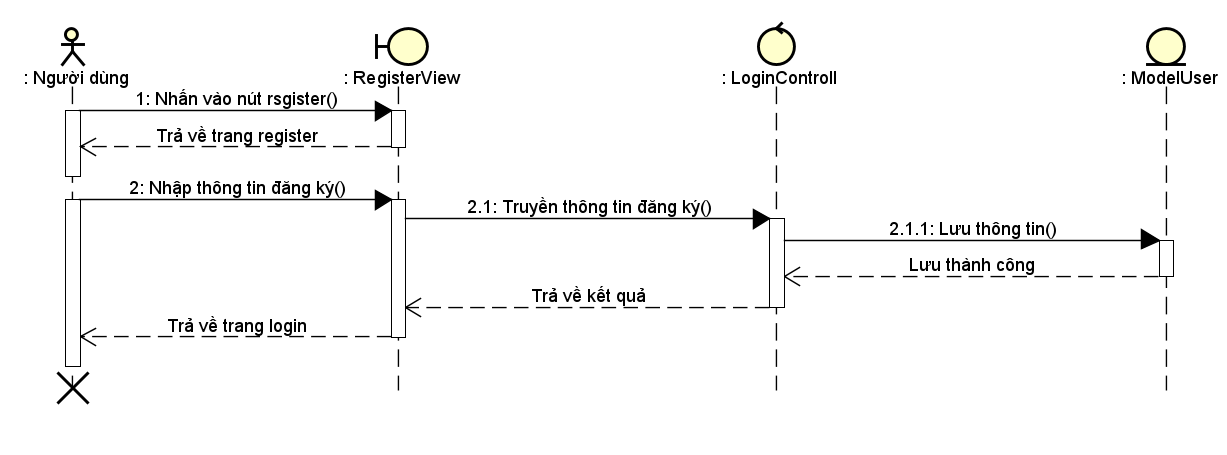 : Người dùng
: RegisterView
: LoginControll
: ModelUser
1: Nhấn vào nút rsgister()
Trả về trang register
2: Nhập thông tin đăng ký()
2.1: Truyền thông tin đăng ký()
2.1.1: Lưu thông tin()
Lưu thành công
Trả về kết quả
Trả về trang login